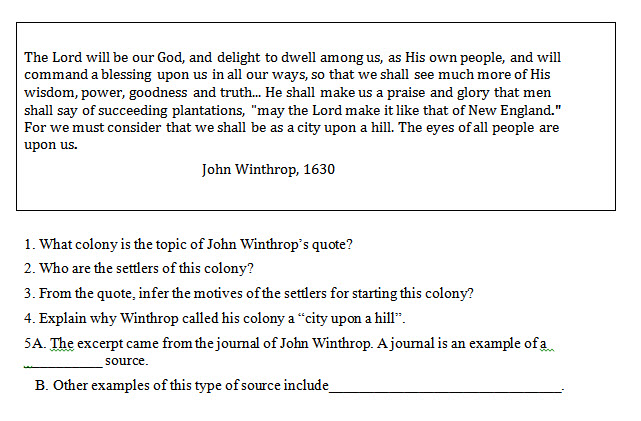 The Lord will be our God, and delight to dwell among us, as His own people, and will
command a blessing upon us in all our ways, so that we shall see much more of His
wisdom, power, goodness and truth... He shall make us a praise and glory that men
shall say of succeeding plantations, "may the Lord make it like that of New England."
For we must consider that we shall be as a city upon a hill. The eyes of all people are
upon us.
John Winthrop, 1630
1. What colony is the topic of John Winthrop’s quote?
2. Who are the settlers of this colony?
3. From the quote, infer the motives of the settlers for starting this colony?
4. Explain why Winthrop called his colony a “city upon a hill”.
5A. The excerpt came from the journal of John Winthrop. A journal is an example of a
___________ source.
B. Other examples of this type of source include_________________________________.